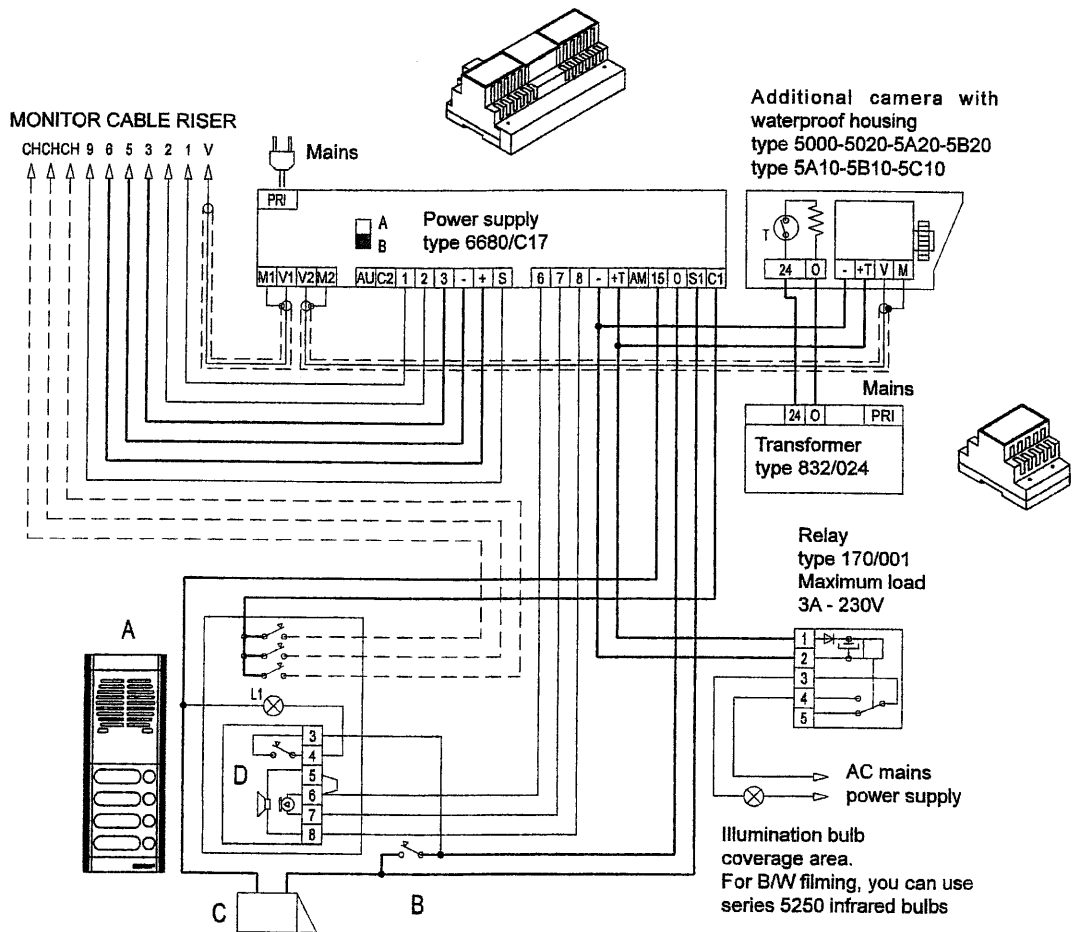 MONITOR CABLE RISER
CH CH CH 9 6 5 3 2 1 V
Mains
PRI
A
B
Power supply
type 6680/C17
M1 V1 V2 M2 AU C2 1 2 3 - + S 6 7 8 - +T AM 15 0 S1 C1
Additional camera with
waterproof housing
type 5000-5020-5A20-5B20
type 5A10-5B10-5C10
T
24 O - +T V M
Mains
24 O PRI
Transformer
type 832/024
Relay
type 170/001
Maximum load
3A - 230V
1
2
3
4
5
AC mains
power supply
Illumination bulb
coverage area.
For B/W filming, you can use
series 5250 infrared bulbs
A
L1
D
3
4
5
6
7
8
C
B